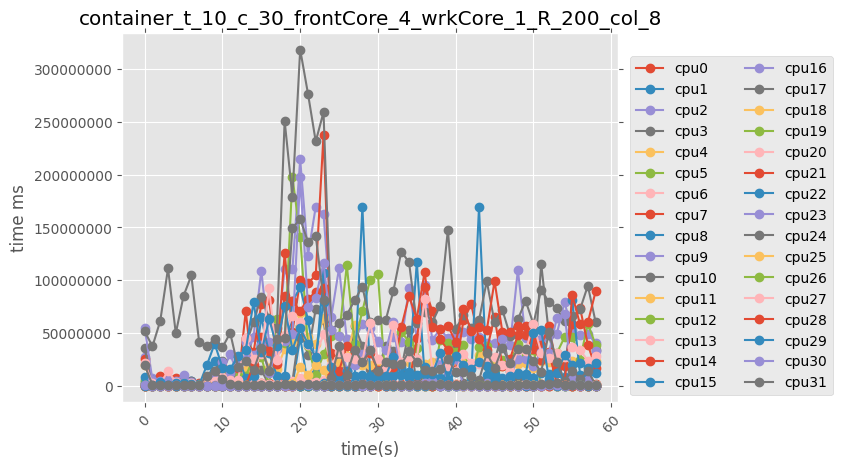 container_t_10_c_30_frontCore_4_wrkCore_1_R_200_col_8
300000000
250000000
200000000
150000000
100000000
50000000
0
time ms
0
10
20
30
40
50
60
time(s)
cpu0
cpu1
cpu2
cpu3
cpu4
cpu5
cpu6
cpu7
cpu8
cpu9
cpu10
cpu11
cpu12
cpu13
cpu14
cpu15
cpu16
cpu17
cpu18
cpu19
cpu20
cpu21
cpu22
cpu23
cpu24
cpu25
cpu26
cpu27
cpu28
cpu29
cpu30
cpu31